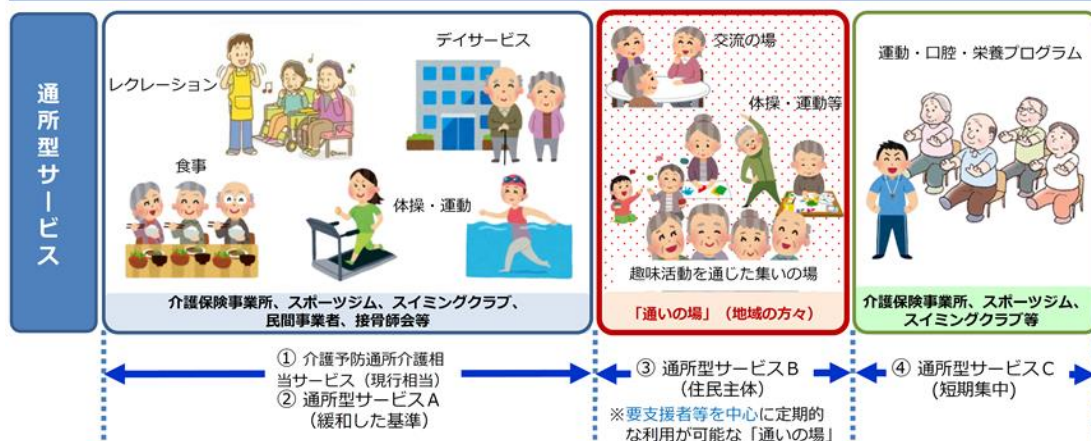 通所型サービス
レクレーション
デイサービス
食事
体操・運動
介護保険事業所、スポーツジム、スイミングクラブ、
民間事業者、接骨師会等
交流の場
体操・運動等
趣味活動を通じた集いの場
「通いの場」（地域の方々）
運動・口腔・栄養プログラム
介護保険事業所、スポーツジム、
スイミングクラブ等
① 介護予防通所介護相
当サービス（現行相当）
② 通所型サービスA
（緩和した基準）
③ 通所型サービスB
（住民主体）
※要支援者等を中心に定期的
な利用が可能な「通いの場」
④ 通所型サービスC
(短期集中)